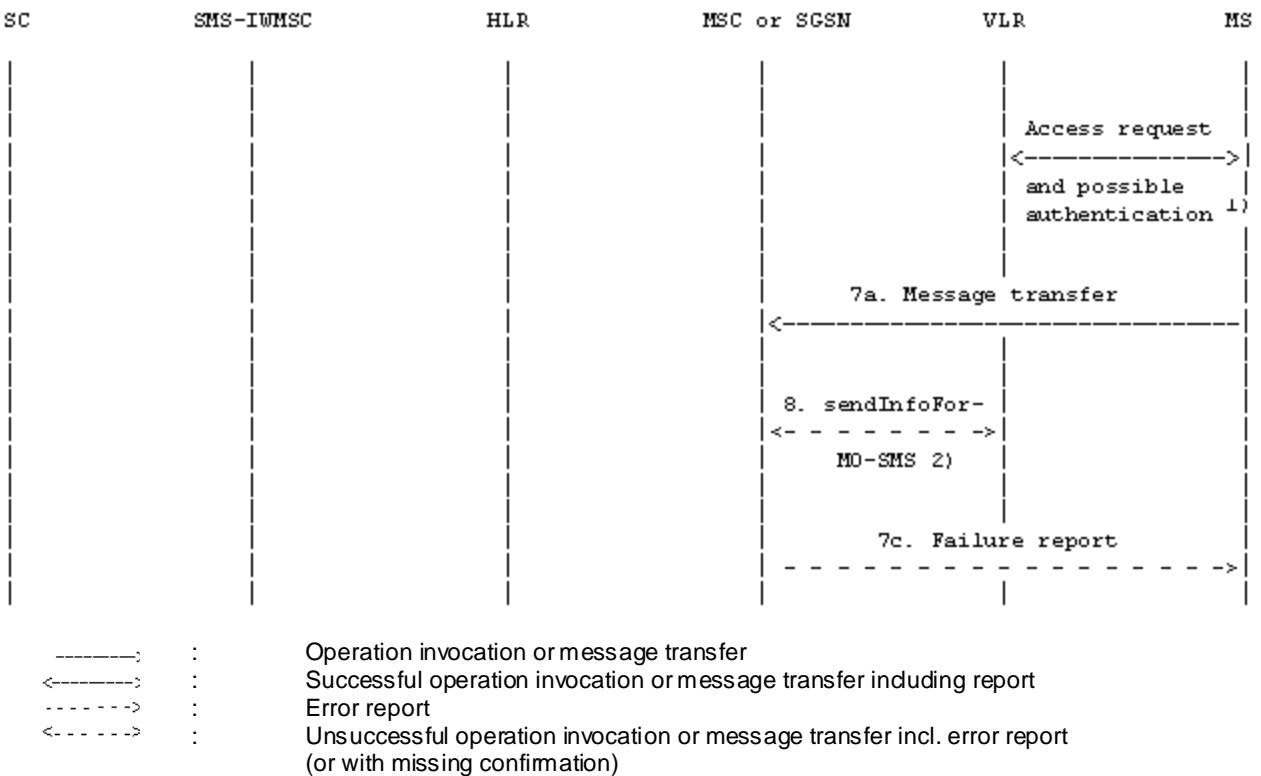 SC SMS-IWMSC HLR MSC or SGSN VLR MS
Access request
<--------------->
and possible
authentication 1)
7a. Message transfer
<----------------------------------
8. sendInfoFor-
<- - - - - - - ->
MO-SMS 2)
7c. Failure report
- - - - - - - - - - - - - - - - ->
---------> : Operation invocation or message transfer
<---------> : Successful operation invocation or message transfer including report
- - - - - - -> : Error report
<- - - - - -> : Unsuccessful operation invocation or message transfer incl. error report
(or with missing confirmation)